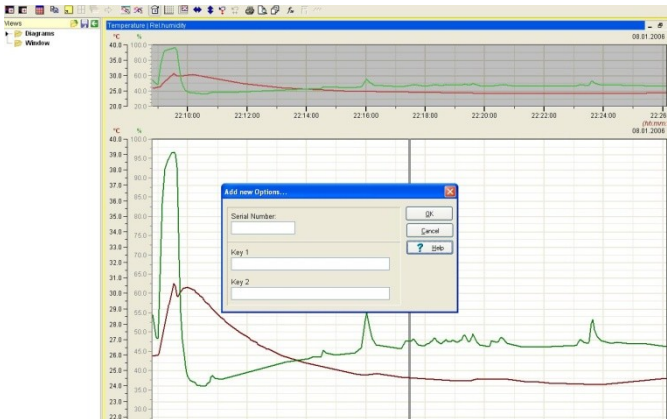 Views
Diagrams
Window
Temperature | Rel.humidity
°C %
08.01.2006
40.0 100.0
35.0 80.0
30.0 60.0
25.0 40.0
20.0 20.0
22:10:00 22:12:00 22:14:00 22:16:00 22:18:00 22:20:00 22:22:00 22:24:00 22:26
(hh:mm
°C %
08.01.2006
40.0 100.0
39.0 95.0
38.0 90.0
37.0 85.0
36.0
35.0 80.0
34.0
33.0 75.0
32.0 70.0
31.0 65.0
30.0 60.0
29.0 55.0
28.0
27.0 50.0
26.0 45.0
25.0 40.0
24.0 35.0
23.0
22.0 30.0
Add new Options...
Serial Number:
OK
Cancel
? Help
Key 1
Key 2